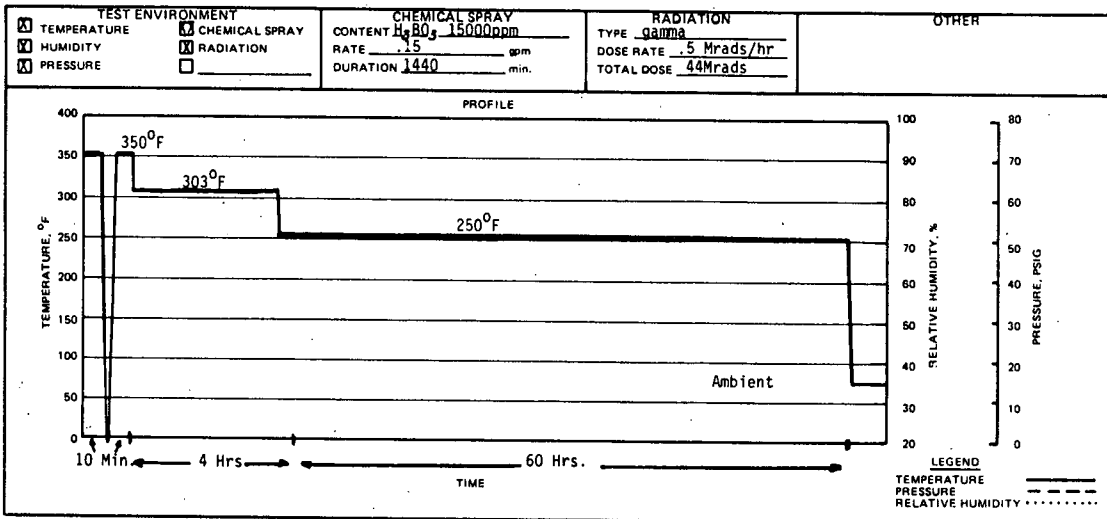 TEST ENVIRONMENT
X TEMPERATURE
X CHEMICAL SPRAY
X HUMIDITY
X RADIATION
X PRESSURE
CHEMICAL SPRAY
CONTENT H3BO3 15000ppm
RATE .15 gpm
DURATION 1440 min.
RADIATION
TYPE gamma
DOSE RATE .5 Mrads/hr
TOTAL DOSE 44Mrads
OTHER
PROFILE
400
350
300
250
200
150
100
50
0
TEMPERATURE, °F
350°F
303°F
250°F
Ambient
100
90
80
70
60
50
40
30
20
RELATIVE HUMIDITY, %
80
70
60
50
40
30
20
10
0
PRESSURE, PSIG
10 Min.
4 Hrs
60 Hrs.
TIME
LEGEND
TEMPERATURE
PRESSURE
RELATIVE HUMIDITY